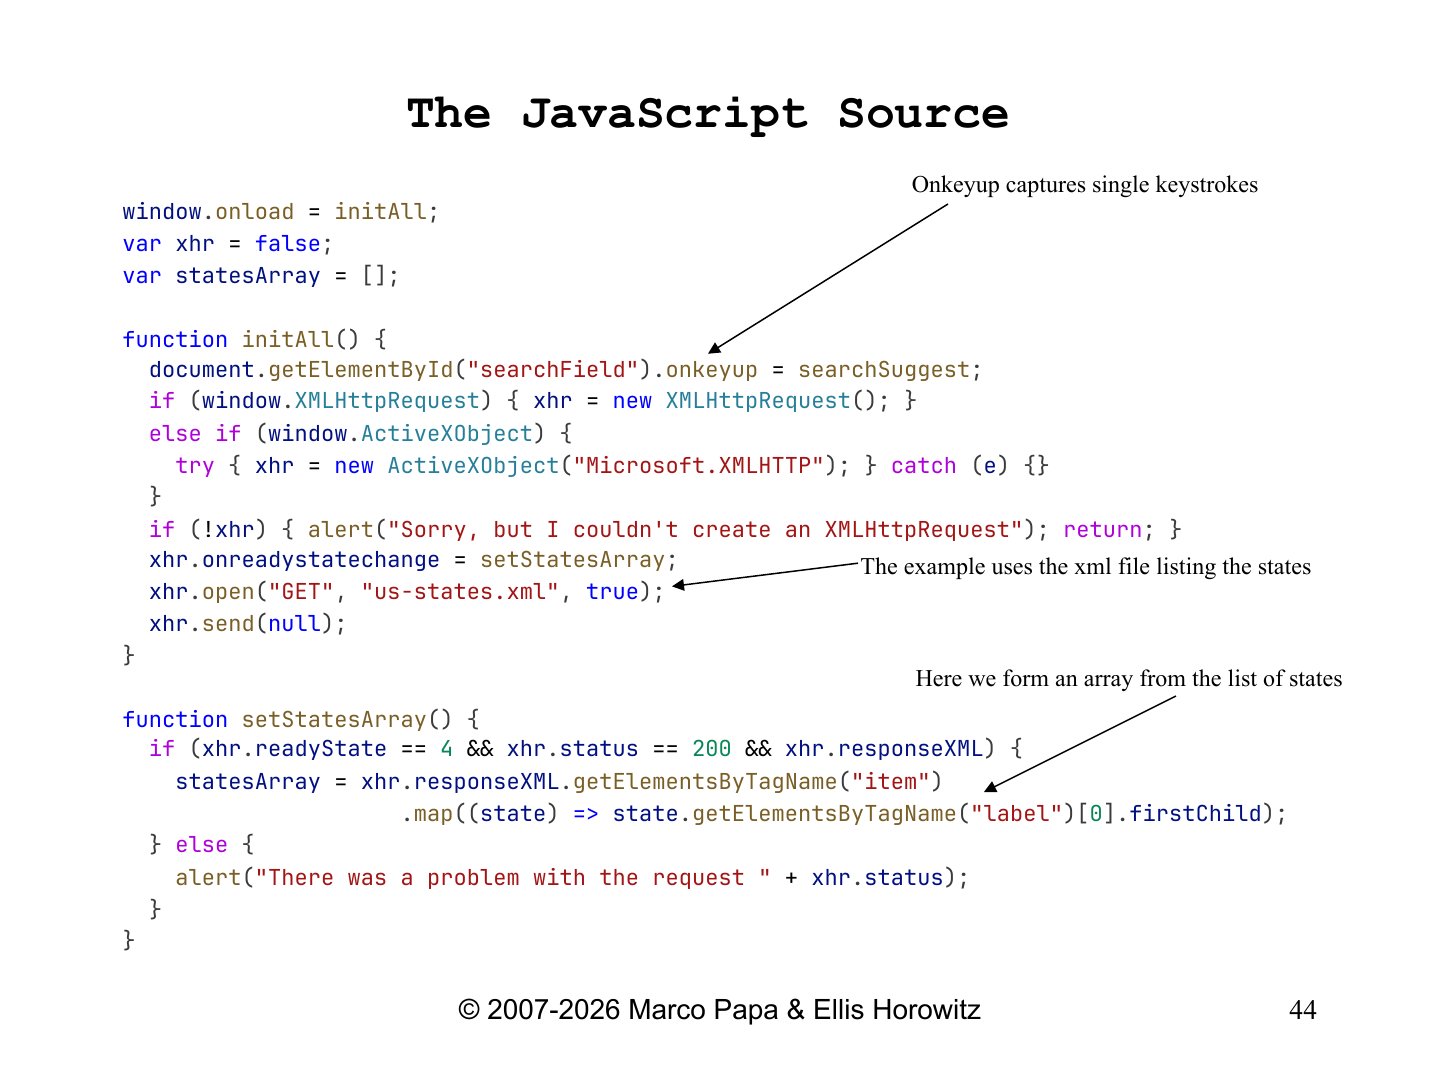 The JavaScript Source
Onkeyup captures single keystrokes
window.onload = initAll;
var xhr = false;
var statesArray = [];
function initAll() {
  document.getElementById("searchField").onkeyup = searchSuggest;
  if (window.XMLHttpRequest) { xhr = new XMLHttpRequest(); }
  else if (window.ActiveXObject) {
    try { xhr = new ActiveXObject("Microsoft.XMLHTTP"); } catch (e) {}
  }
  if (!xhr) { alert("Sorry, but I couldn't create an XMLHttpRequest"); return; }
  xhr.onreadystatechange = setStatesArray;
The example uses the xml file listing the states
  xhr.open("GET", "us-states.xml", true);
  xhr.send(null);
}
Here we form an array from the list of states
function setStatesArray() {
  if (xhr.readyState == 4 && xhr.status == 200 && xhr.responseXML) {
    statesArray = xhr.responseXML.getElementsByTagName("item")
                     .map((state) => state.getElementsByTagName("label")[0].firstChild);
  } else {
    alert("There was a problem with the request " + xhr.status);
  }
}
© 2007-2026 Marco Papa & Ellis Horowitz
44